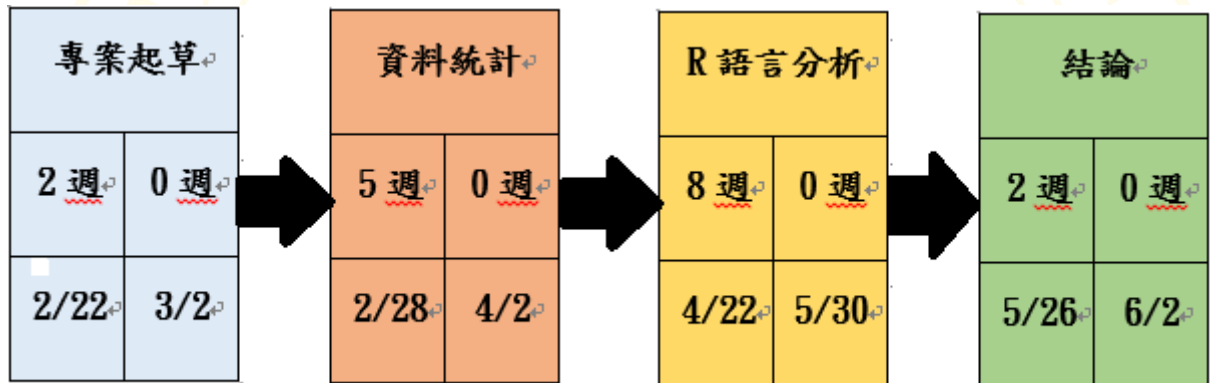 專案起草
2 週 0 週
2/22 3/2
資料統計
5 週 0 週
2/28 4/2
R 語言分析
8 週 0 週
4/22 5/30
結論
2 週 0 週
5/26 6/2